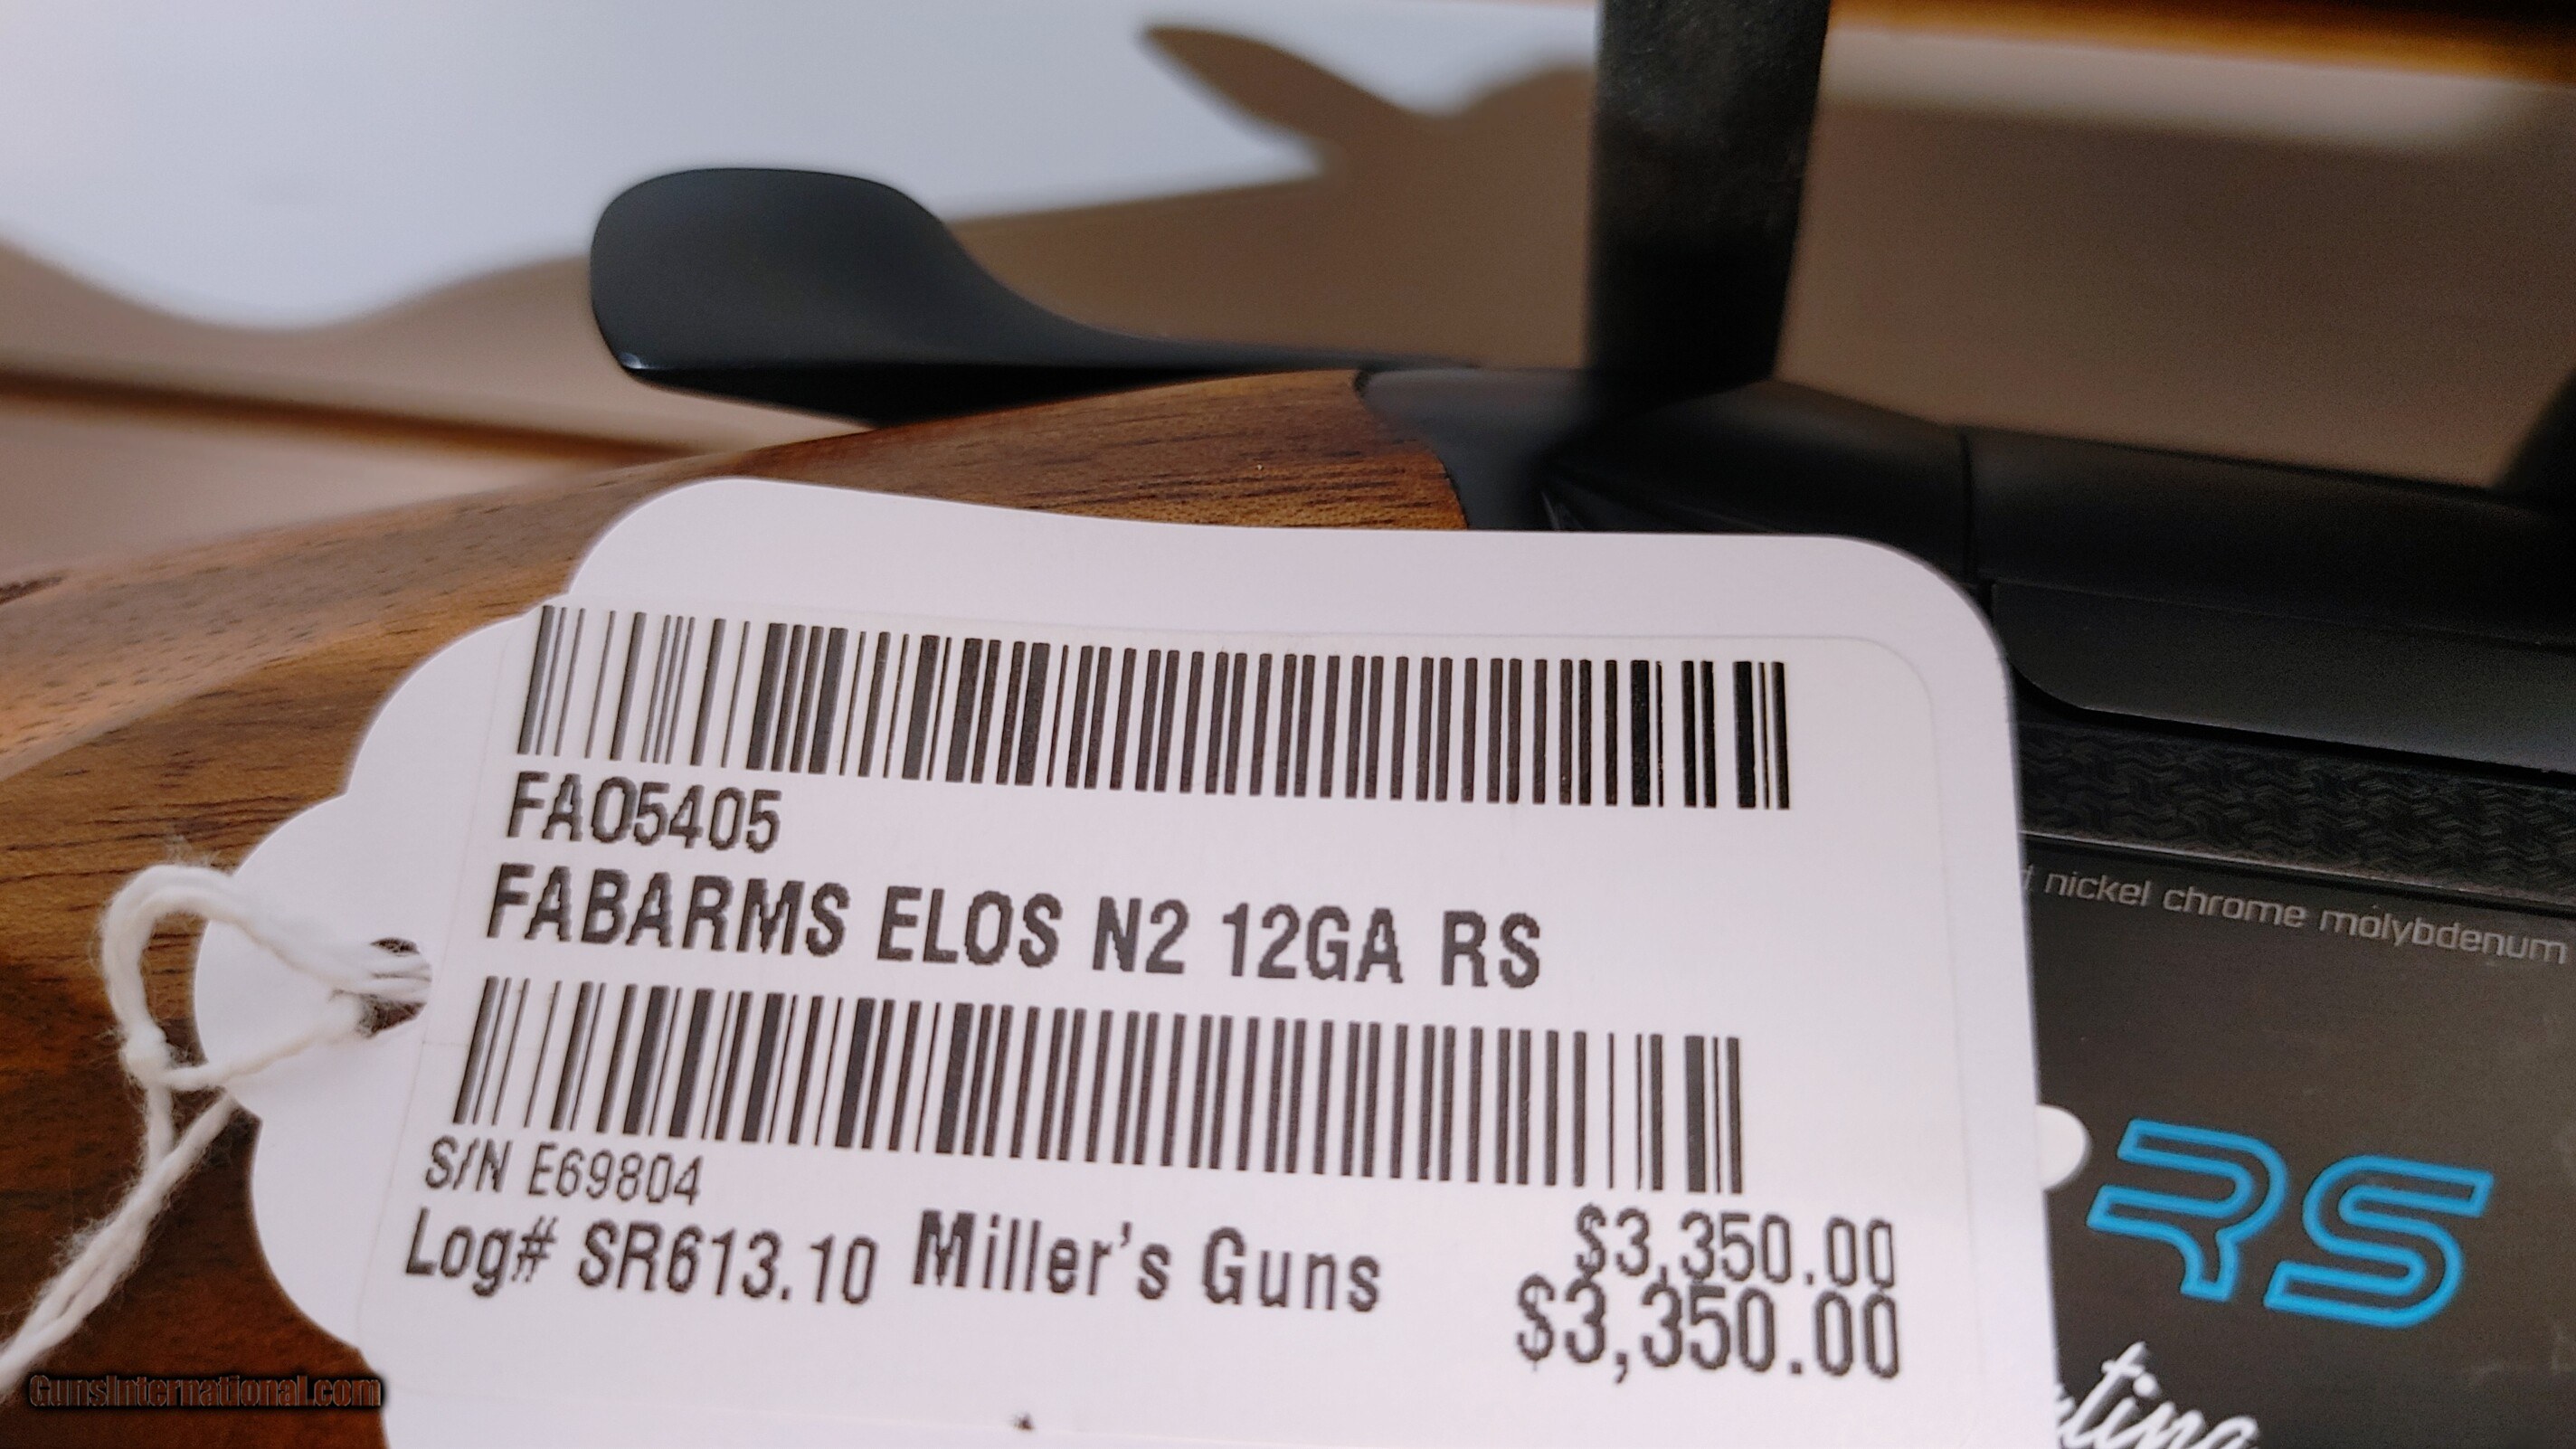 FAO5405
FABARMS ELOS N2 12GA RS
S/N E69804
Log# SR613.10 Miller's Guns $3,350.00
$3,350.00
nickel chrome molybdenum
RS
GunsInternational.com